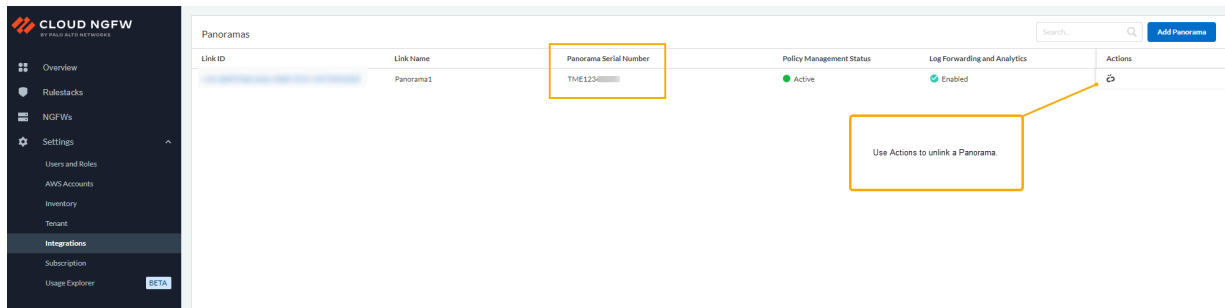 CLOUD NGFW
BY PALO ALTO NETWORKS
Overview
Rulestacks
NGFWs
Settings
Users and Roles
AWS Accounts
Inventory
Tenant
Integrations
Subscription
Usage Explorer BETA
Panoramas
Search... Add Panorama
Link ID Link Name Panorama Serial Number Policy Management Status Log Forwarding and Analytics Actions
Panorama1 TME1234 Active Enabled
Use Actions to unlink a Panorama.